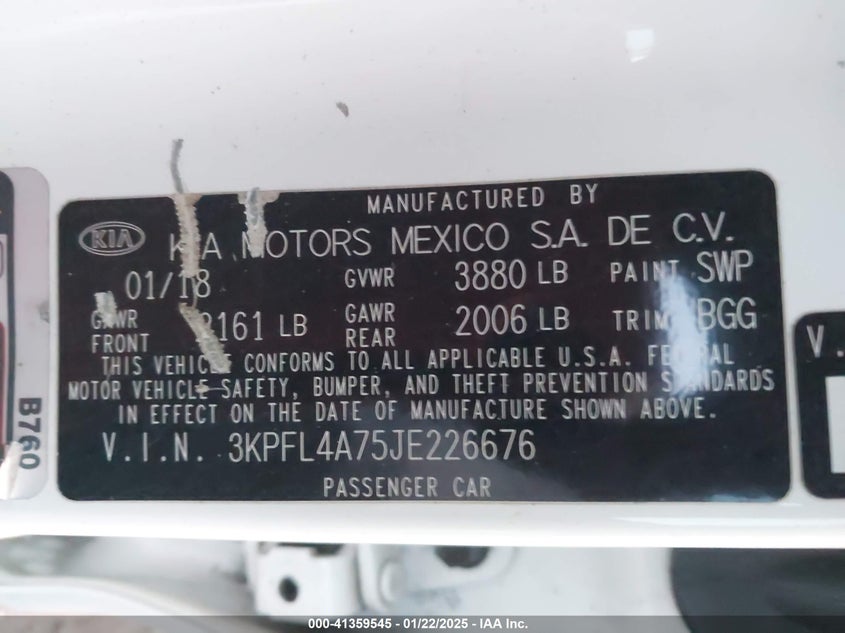 MANUFACTURED BY
KIA KIA MOTORS MEXICO S.A. DE C.V.
01/18 GVWR 3880 LB PAINT SWP
GAWR FRONT 2161 LB GAWR REAR 2006 LB TRIM BGG
THIS VEHICLE CONFORMS TO ALL APPLICABLE U.S.A. FEDERAL
MOTOR VEHICLE SAFETY, BUMPER, AND THEFT PREVENTION STANDARDS
IN EFFECT ON THE DATE OF MANUFACTURE SHOWN ABOVE.
V.I.N. 3KPFL4A75JE226676
PASSENGER CAR
B760
V.
000-41359545 - 01/22/2025 - IAA Inc.